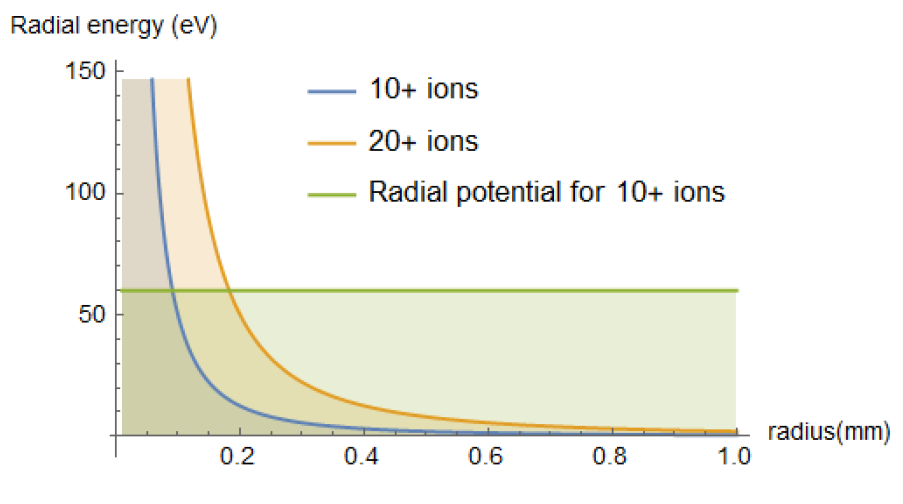 Radial energy (eV)
150
10+ ions
20+ ions
100
Radial potential for 10+ ions
50
radius(mm)
0.2 0.4 0.6 0.8 1.0